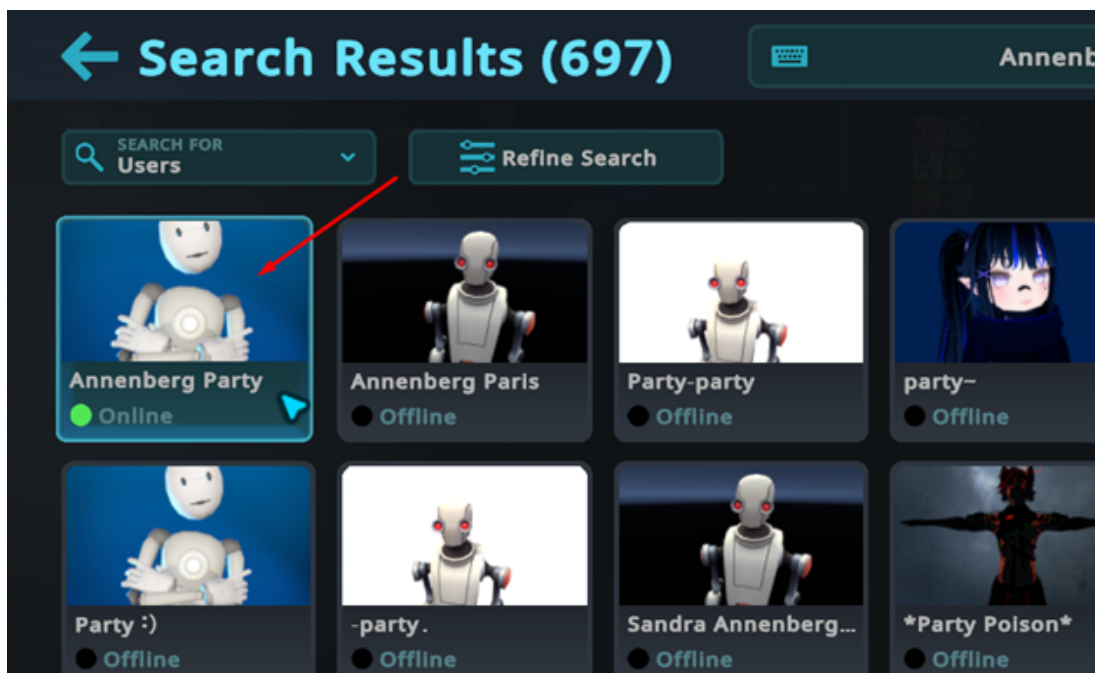 Search Results (697)
Annenb
SEARCH FOR
Users
Refine Search
Annenberg Party
Online
Annenberg Paris
Offline
Party-party
Offline
party~
Offline
Party :)
Offline
-party.
Offline
Sandra Annenberg...
Offline
*Party Poison*
Offline